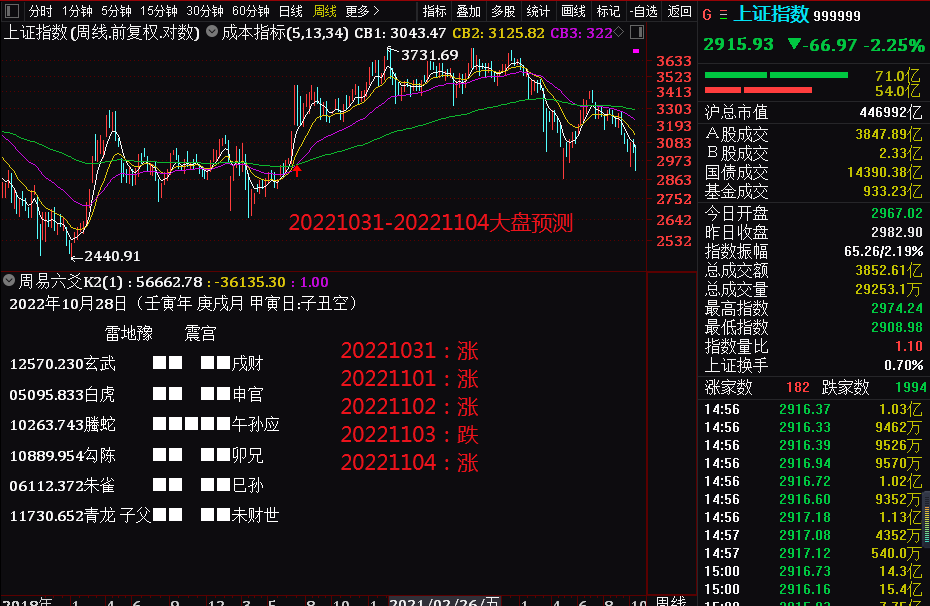 分时 1分钟 5分钟 15分钟 30分钟 60分钟 日线 周线 更多> 指标 叠加 多股 统计 画线 标记 -自选 返回
上证指数(周线.前复权.对数) 成本指标(5,13,34) CB1: 3043.47 CB2: 3125.82 CB3: 322
3731.69
3633
3523
3413
3303
3193
3083
2973
2863
2752
2642
2532
20221031-20221104大盘预测
←2440.91
周易六爻K2(1) : 56662.78 : -36135.30 : 1.00
2022年10月28日（壬寅年 庚戌月 甲寅日:子丑空）
雷地豫 震宫
12570.230玄武 戌财
05095.833白虎 申官
10263.743螣蛇 午孙应
10889.954勾陈 卯兄
06112.372朱雀 巳孙
11730.652青龙 子父 未财世
20221031：涨
20221101：涨
20221102：涨
20221103：跌
20221104：涨
2018年 1 4 6 9 12 3 5 8 10 1 2021/02/26/五 1 4 6 8 10 周线
G 上证指数 999999
2915.93 ▼-66.97 -2.25%
71.0亿
54.0亿
沪总市值 446992亿
A股成交 3847.89亿
B股成交 2.33亿
国债成交 14390.38亿
基金成交 933.23亿
今日开盘 2967.02
昨日收盘 2982.90
指数振幅 65.26/2.19%
总成交额 3852.61亿
总成交量 29253.1万
最高指数 2974.24
最低指数 2908.98
指数量比 1.10
上证换手 0.70%
涨家数 182 跌家数 1994
14:56 2916.37 1.03亿
14:56 2916.33 9462万
14:56 2916.39 9526万
14:56 2916.94 9570万
14:56 2916.72 1.02亿
14:56 2916.60 9352万
14:56 2917.18 1.13亿
14:57 2917.08 4352万
14:57 2917.12 540.0万
15:00 2916.73 14.3亿
15:00 2916.16 15.4亿